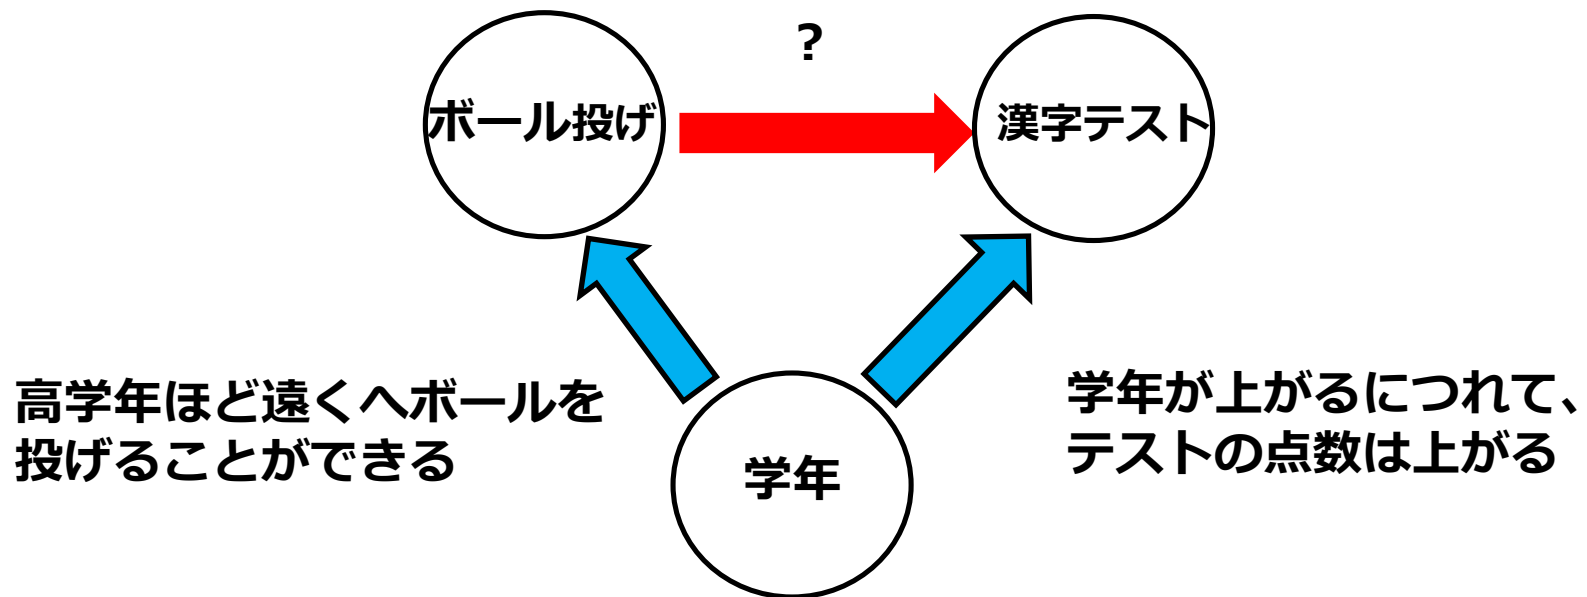 ?
ボール投げ
漢字テスト
高学年ほど遠くへボールを
投げることができる
学年
学年が上がるにつれて、
テストの点数は上がる